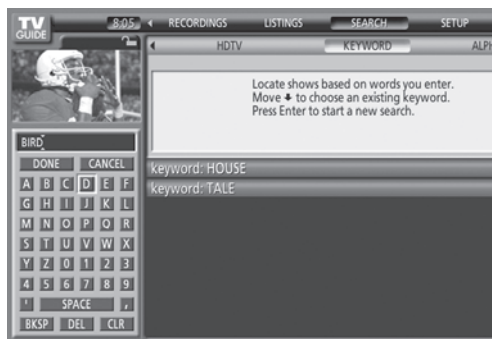 TV
GUIDE
8:05
RECORDINGS LISTINGS SEARCH SETUP
HDTV KEYWORD ALPH
Locate shows based on words you enter.
Move ↓ to choose an existing keyword.
Press Enter to start a new search.
BIRD
DONE CANCEL
A B C D E F
G H I J K L
M N O P Q R
S T U V W X
Y Z 0 1 2 3
4 5 6 7 8 9
' SPACE ,
BKSP DEL CLR
keyword: HOUSE
keyword: TALE